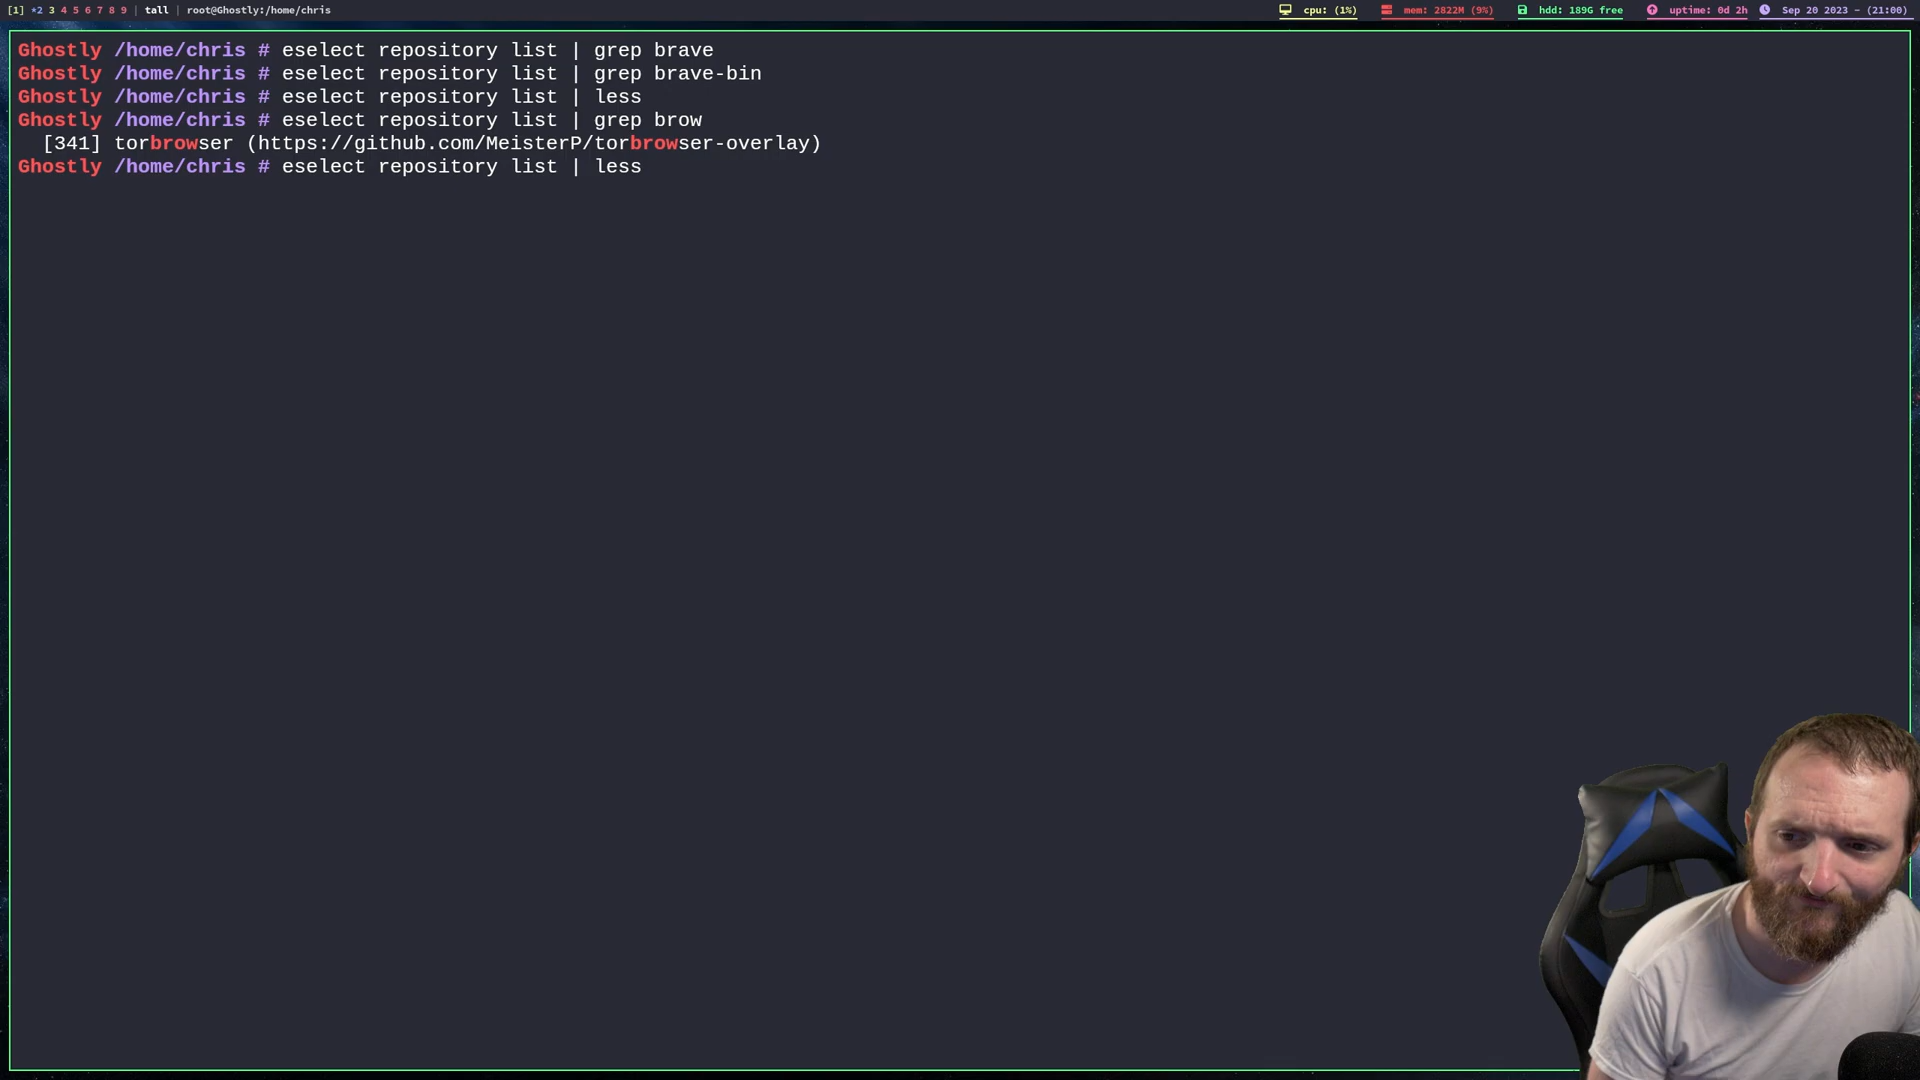 [1] *2 3 4 5 6 7 8 9 | tall | root@Ghostly:/home/chris cpu: (1%) mem: 2822M (9%) hdd: 189G free uptime: 0d 2h Sep 20 2023 - (21:00)
Ghostly /home/chris # eselect repository list | grep brave
Ghostly /home/chris # eselect repository list | grep brave-bin
Ghostly /home/chris # eselect repository list | less
Ghostly /home/chris # eselect repository list | grep brow
[341] torbrowser (https://github.com/MeisterP/torbrowser-overlay)
Ghostly /home/chris # eselect repository list | less